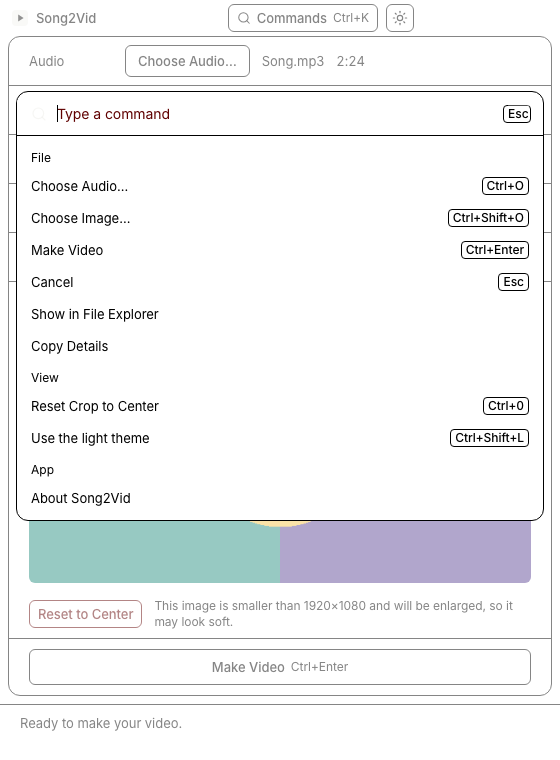 Song2Vid
Commands Ctrl+K
Audio Choose Audio... Song.mp3 2:24
Type a command Esc
File
Choose Audio... Ctrl+O
Choose Image... Ctrl+Shift+O
Make Video Ctrl+Enter
Cancel Esc
Show in File Explorer
Copy Details
View
Reset Crop to Center Ctrl+0
Use the light theme Ctrl+Shift+L
App
About Song2Vid
Reset to Center
This image is smaller than 1920×1080 and will be enlarged, so it
may look soft.
Make Video Ctrl+Enter
Ready to make your video.